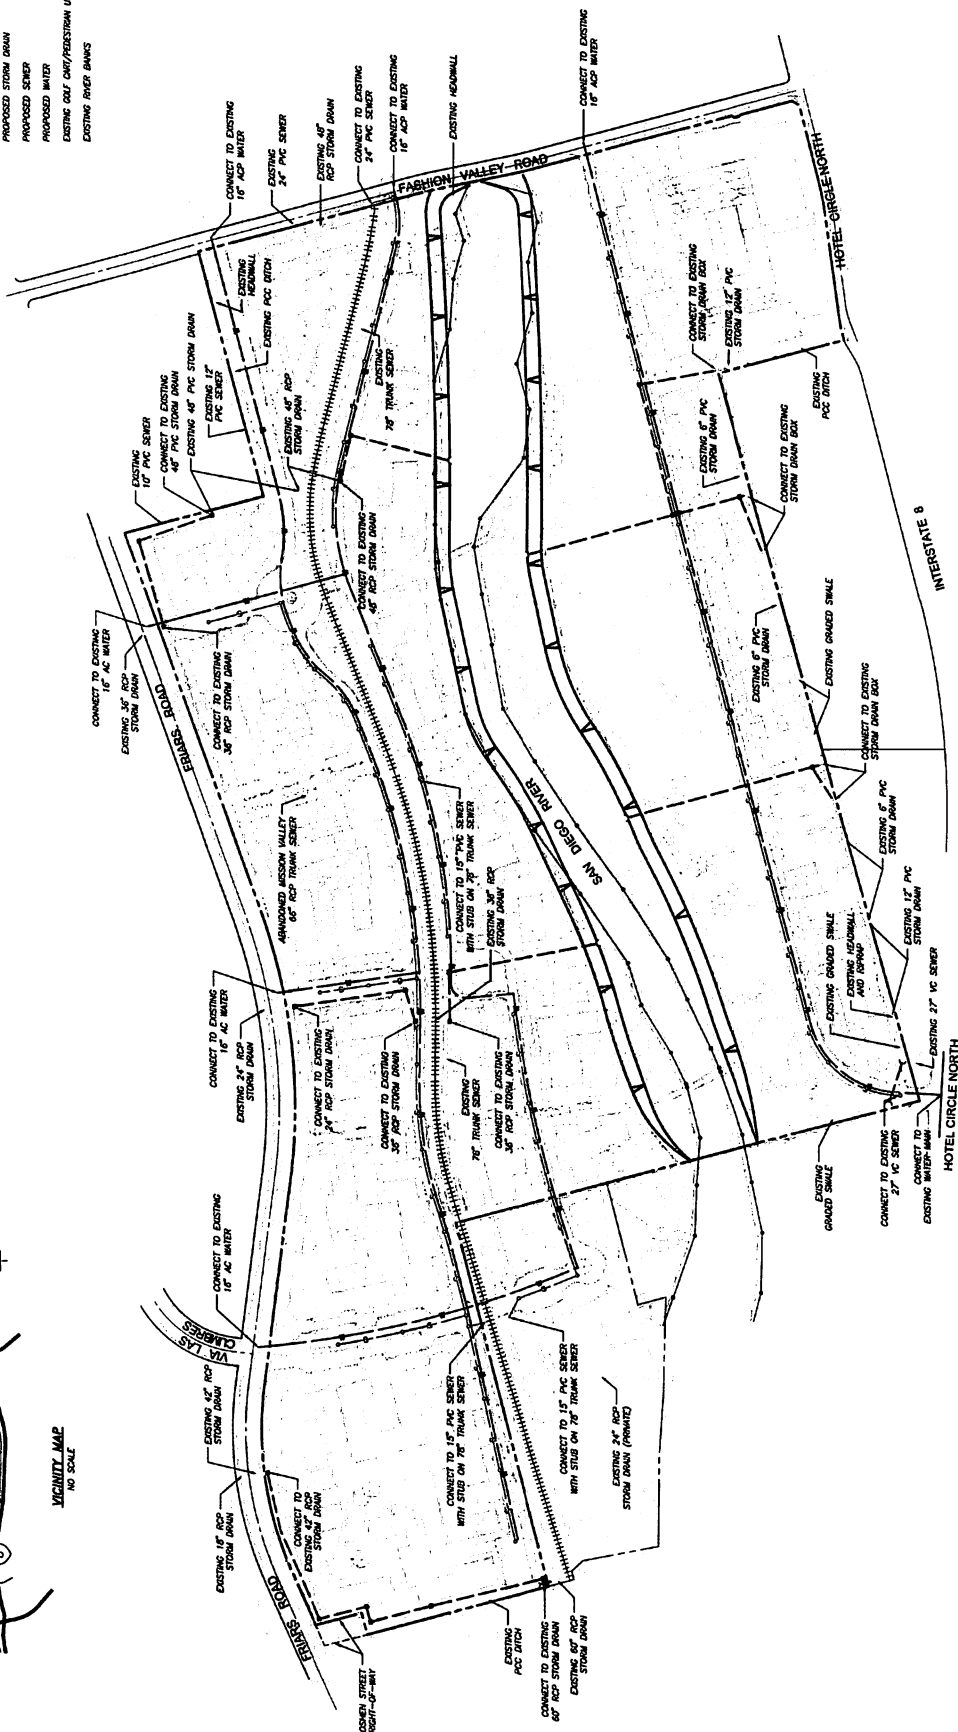 PROPOSED STORM DRAIN
PROPOSED SEWER
PROPOSED WATER
EXISTING GOLF CART/PEDESTRIAN U
EXISTING RIVER BANKS
VICINITY MAP
NO SCALE
CONNECT TO EXISTING
16" ACP WATER
EXISTING
24" PVC SEWER
EXISTING 48"
RCP STORM DRAIN
CONNECT TO EXISTING
24" PVC SEWER
CONNECT TO EXISTING
16" ACP WATER
EXISTING HEADWALL
CONNECT TO EXISTING
16" ACP WATER
FASHION VALLEY ROAD
HOTEL CIRCLE NORTH
EXISTING
HEADWALL
EXISTING PCC DITCH
EXISTING
10" PVC SEWER
CONNECT TO EXISTING
48" PVC STORM DRAIN
EXISTING 48" PVC STORM DRAIN
EXISTING 12"
PVC SEWER
EXISTING 48" RCP
STORM DRAIN
EXISTING
78" TRUNK SEWER
CONNECT TO EXISTING
48" RCP STORM DRAIN
CONNECT TO EXISTING
STORM DRAIN BOX
EXISTING 12" PVC
STORM DRAIN
EXISTING
PCC DITCH
EXISTING 6" PVC
STORM DRAIN
CONNECT TO EXISTING
STORM DRAIN BOX
INTERSTATE 8
CONNECT TO EXISTING
16" AC WATER
EXISTING 36" RCP
STORM DRAIN
FRIARS ROAD
CONNECT TO EXISTING
36" RCP STORM DRAIN
EXISTING 6" PVC
STORM DRAIN
EXISTING GRADED SWALE
CONNECT TO EXISTING
STORM DRAIN BOX
ABANDONED MISSION VALLEY
66" RCP TRUNK SEWER
CONNECT TO 15" PVC SEWER
WITH STUB ON 78" TRUNK SEWER
EXISTING 36" RCP
STORM DRAIN
SAN DIEGO RIVER
EXISTING 6" PVC
STORM DRAIN
EXISTING 12" PVC
STORM DRAIN
EXISTING GRADED SWALE
EXISTING HEADWALL
AND RIPRAP
EXISTING 27" VC SEWER
HOTEL CIRCLE NORTH
CONNECT TO EXISTING
16" AC WATER
EXISTING 24" RCP
STORM DRAIN
CONNECT TO EXISTING
24" RCP STORM DRAIN
CONNECT TO EXISTING
36" RCP STORM DRAIN
EXISTING
78" TRUNK SEWER
CONNECT TO EXISTING
36" RCP STORM DRAIN
EXISTING
GRADED SWALE
CONNECT TO EXISTING
27" VC SEWER
CONNECT TO
EXISTING WATER MAIN
CONNECT TO EXISTING
16" AC WATER
VIA LAS
CUMBRES
EXISTING 42" RCP
STORM DRAIN
EXISTING 18" RCP
STORM DRAIN
CONNECT TO
EXISTING 42" RCP
STORM DRAIN
CONNECT TO 15" PVC SEWER
WITH STUB ON 78" TRUNK SEWER
CONNECT TO 15" PVC SEWER
WITH STUB ON 78" TRUNK SEWER
EXISTING 24" RCP
STORM DRAIN (PRIVATE)
FRIARS ROAD
STREET
RIGHT-OF-WAY
EXISTING
PCC DITCH
CONNECT TO EXISTING
60" RCP STORM DRAIN
EXISTING 60" RCP
STORM DRAIN